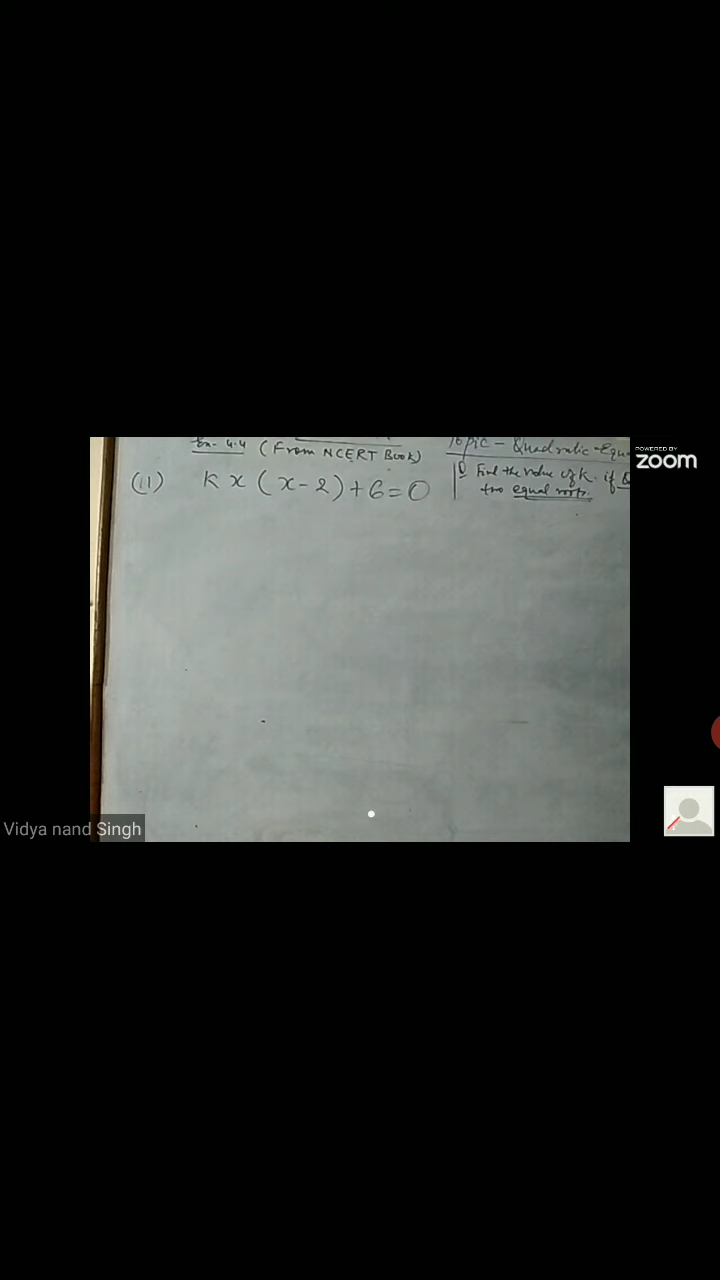 Ex- 4.4 (From NCERT Book)
Topic - Quadratic - Equ
(ii) K x (x-2)+6=0
Q Find the value of k. if
two equal roots.
POWERED BY
zoom
Vidya nand Singh